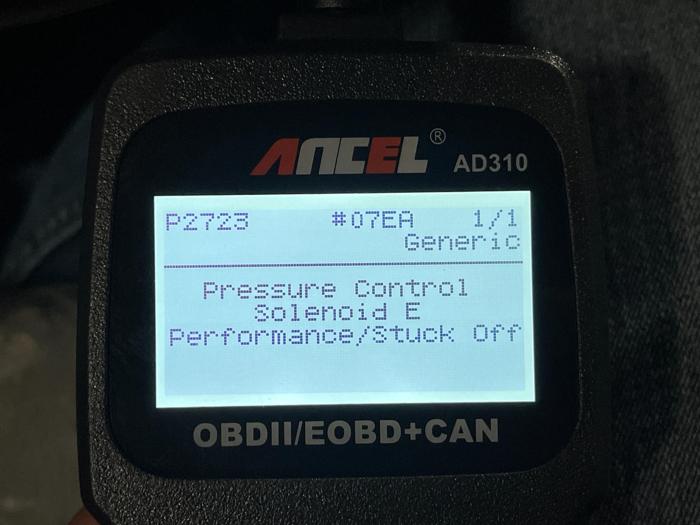 ANCEL® AD310
P2723 #07EA 1/1
Generic
Pressure Control
Solenoid E
Performance/Stuck Off
OBDII/EOBD+CAN